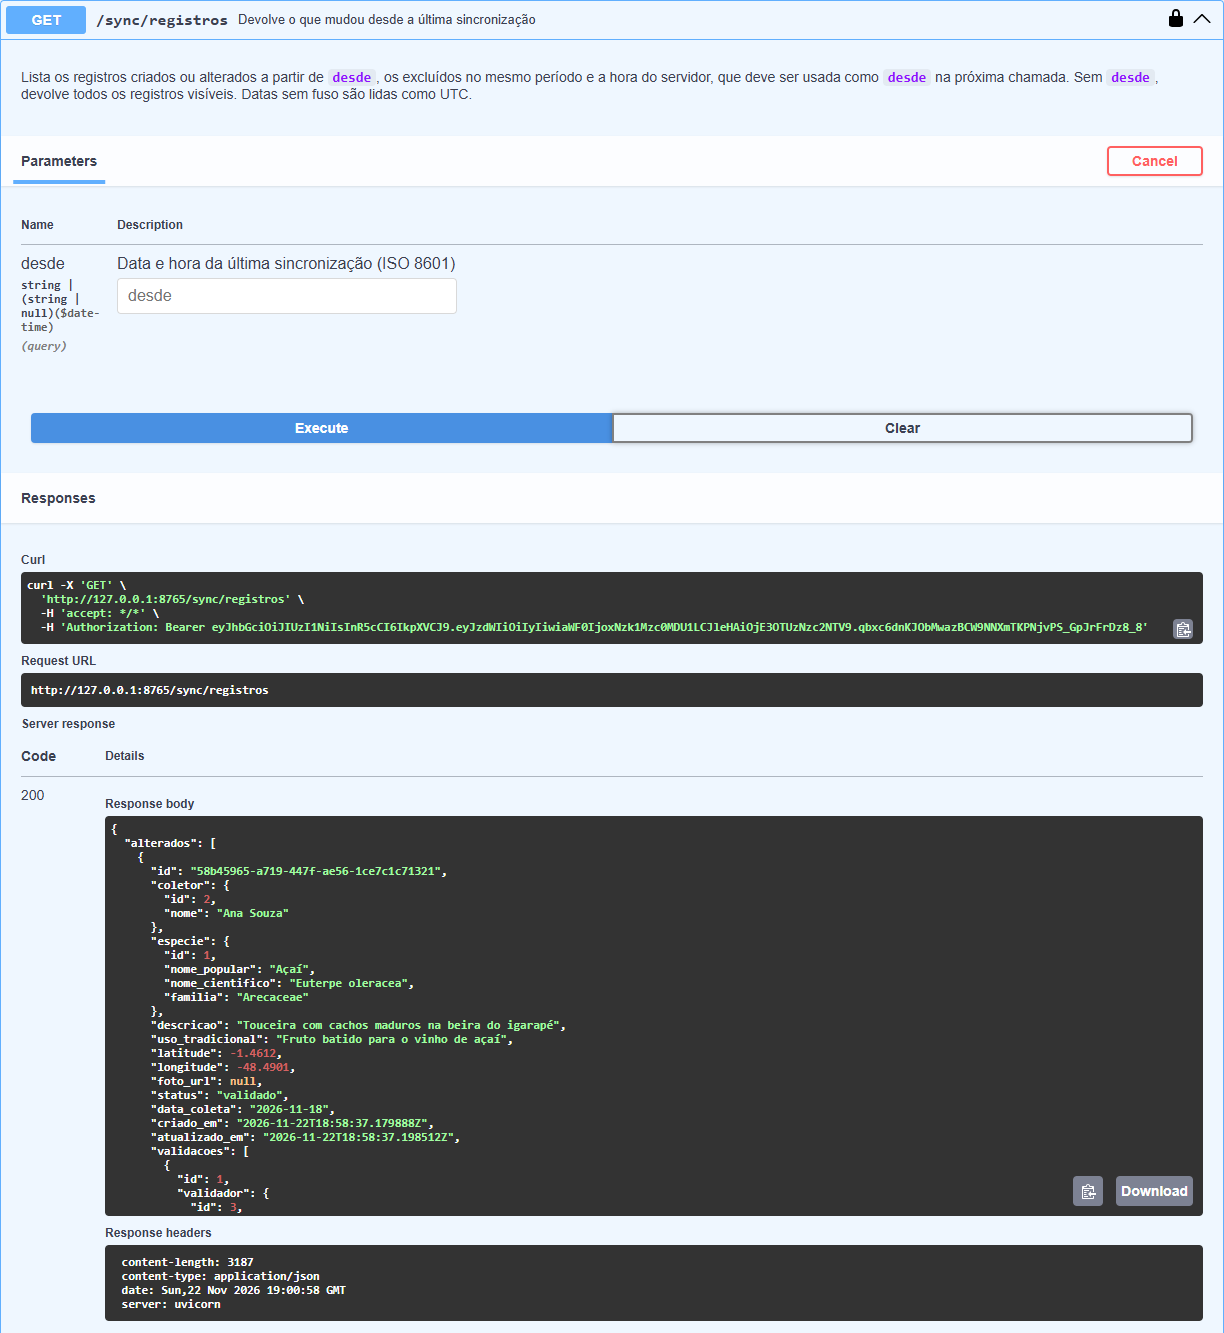 GET /sync/registros Devolve o que mudou desde a última sincronização
Lista os registros criados ou alterados a partir de desde, os excluídos no mesmo período e a hora do servidor, que deve ser usada como desde na próxima chamada. Sem desde,
devolve todos os registros visíveis. Datas sem fuso são lidas como UTC.
Parameters
Cancel
Name Description
desde Data e hora da última sincronização (ISO 8601)
string |
(string |
null)($date-
time)
(query)
desde
Execute Clear
Responses
Curl
curl -X 'GET' \
'http://127.0.0.1:8765/sync/registros' \
-H 'accept: */*' \
-H 'Authorization: Bearer eyJhbGciOiJIUzI1NiIsInR5cCI6IkpXVCJ9.eyJzdWIiOiIyIiwiaWF0IjoxNzk1Mzc0MDU1LCJleHAiOjE3OTUzNzc2NTV9.qbxc6dnKJObMwazBCW9NNXmTKPNjvPS_GpJrFrDz8_8'
Request URL
http://127.0.0.1:8765/sync/registros
Server response
Code Details
200
Response body
{
"alterados": [
{
"id": "58b45965-a719-447f-ae56-1ce7c1c71321",
"coletor": {
"id": 2,
"nome": "Ana Souza"
},
"especie": {
"id": 1,
"nome_popular": "Açaí",
"nome_cientifico": "Euterpe oleracea",
"familia": "Arecaceae"
},
"descricao": "Touceira com cachos maduros na beira do igarapé",
"uso_tradicional": "Fruto batido para o vinho de açaí",
"latitude": -1.4612,
"longitude": -48.4901,
"foto_url": null,
"status": "validado",
"data_coleta": "2026-11-18",
"criado_em": "2026-11-22T18:58:37.179888Z",
"atualizado_em": "2026-11-22T18:58:37.198512Z",
"validacoes": [
{
"id": 1,
"validador": {
"id": 3,
Download
Response headers
content-length: 3187
content-type: application/json
date: Sun,22 Nov 2026 19:00:58 GMT
server: uvicorn